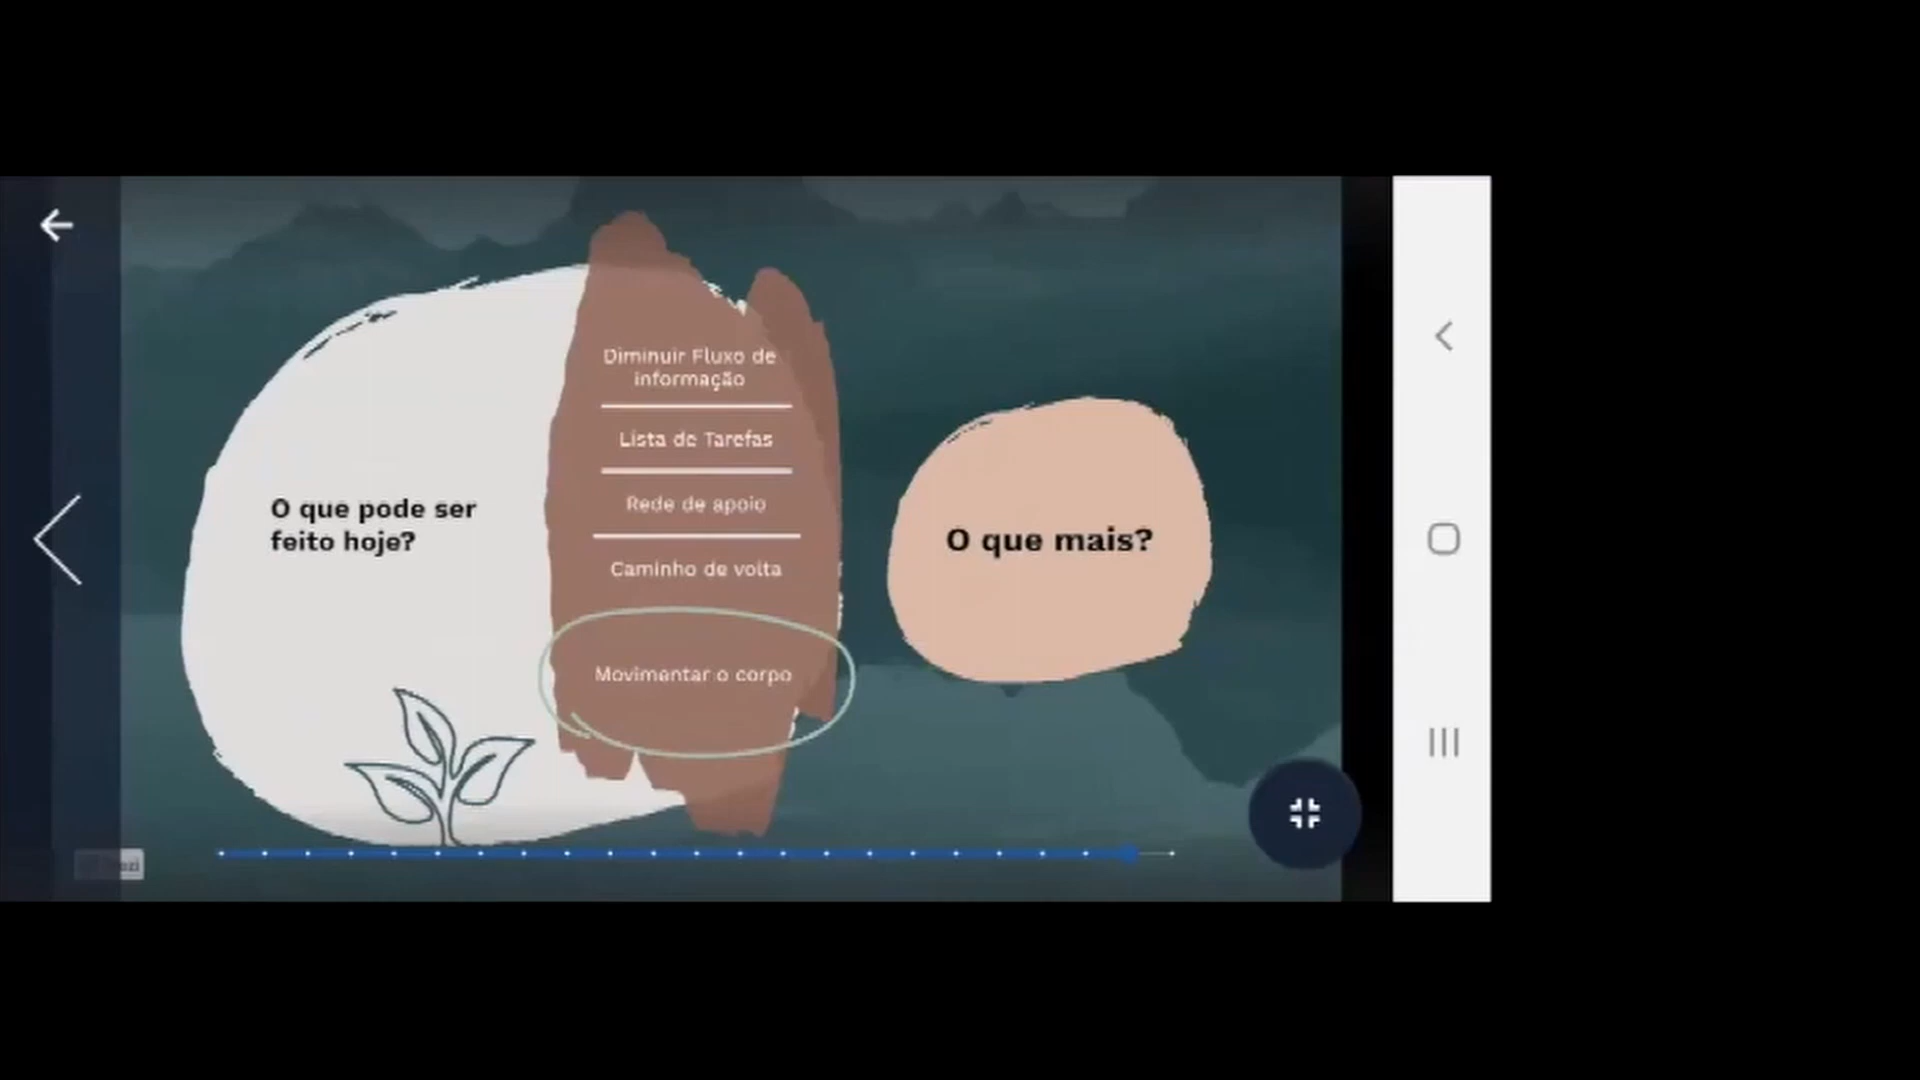 O que pode ser
feito hoje?
Diminuir Fluxo de
informação
Lista de Tarefas
Rede de apoio
Caminho de volta
Movimentar o corpo
O que mais?